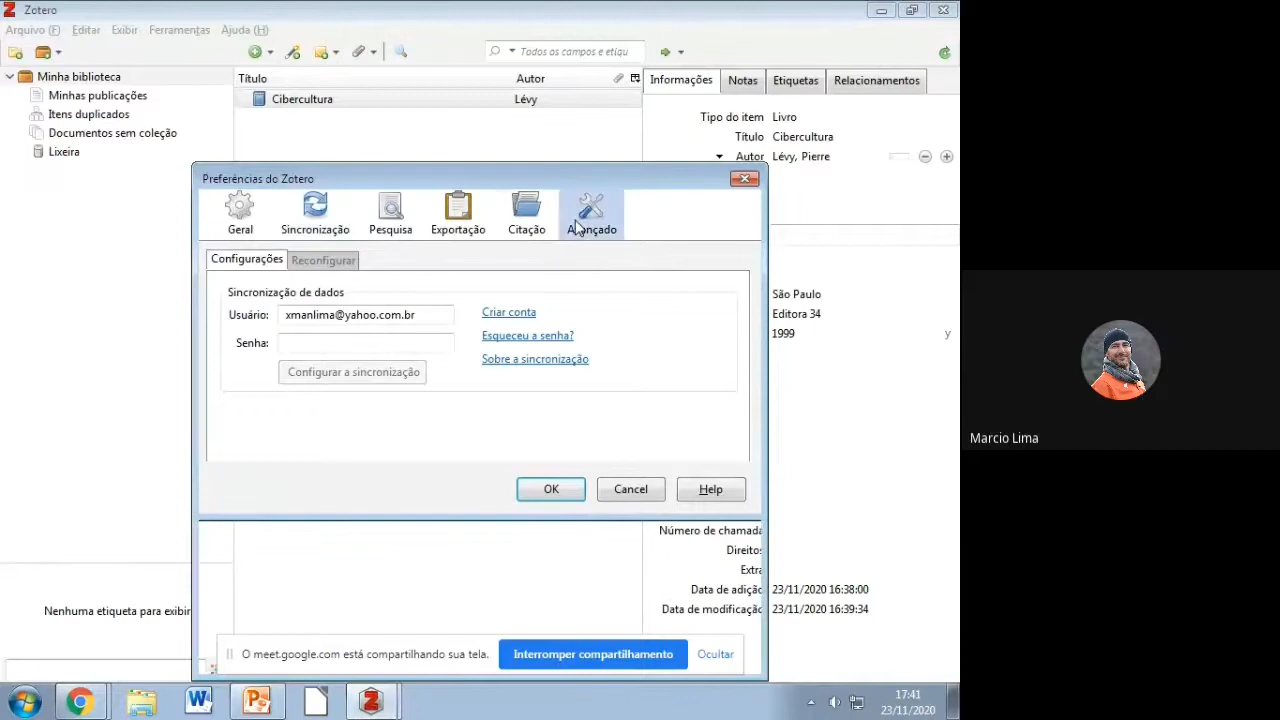 Zotero
Arquivo (F) Editar Exibir Ferramentas Ajuda (H)
Todos os campos e etiqu
Minha biblioteca
Minhas publicações
Itens duplicados
Documentos sem coleção
Lixeira
Título Autor
Cibercultura Lévy
Informações Notas Etiquetas Relacionamentos
Tipo do item Livro
Título Cibercultura
Autor Lévy, Pierre
Preferências do Zotero
Geral Sincronização Pesquisa Exportação Citação Avançado
Configurações Reconfigurar
Sincronização de dados
Usuário: xmanlima@yahoo.com.br Criar conta
Senha: Esqueceu a senha?
Configurar a sincronização Sobre a sincronização
OK Cancel Help
São Paulo
Editora 34
1999 y
Número de chamada
Direitos
Extra
Data de adição 23/11/2020 16:38:00
Data de modificação 23/11/2020 16:39:34
Nenhuma etiqueta para exibir
O meet.google.com está compartilhando sua tela. Interromper compartilhamento Ocultar
17:41
23/11/2020
Marcio Lima